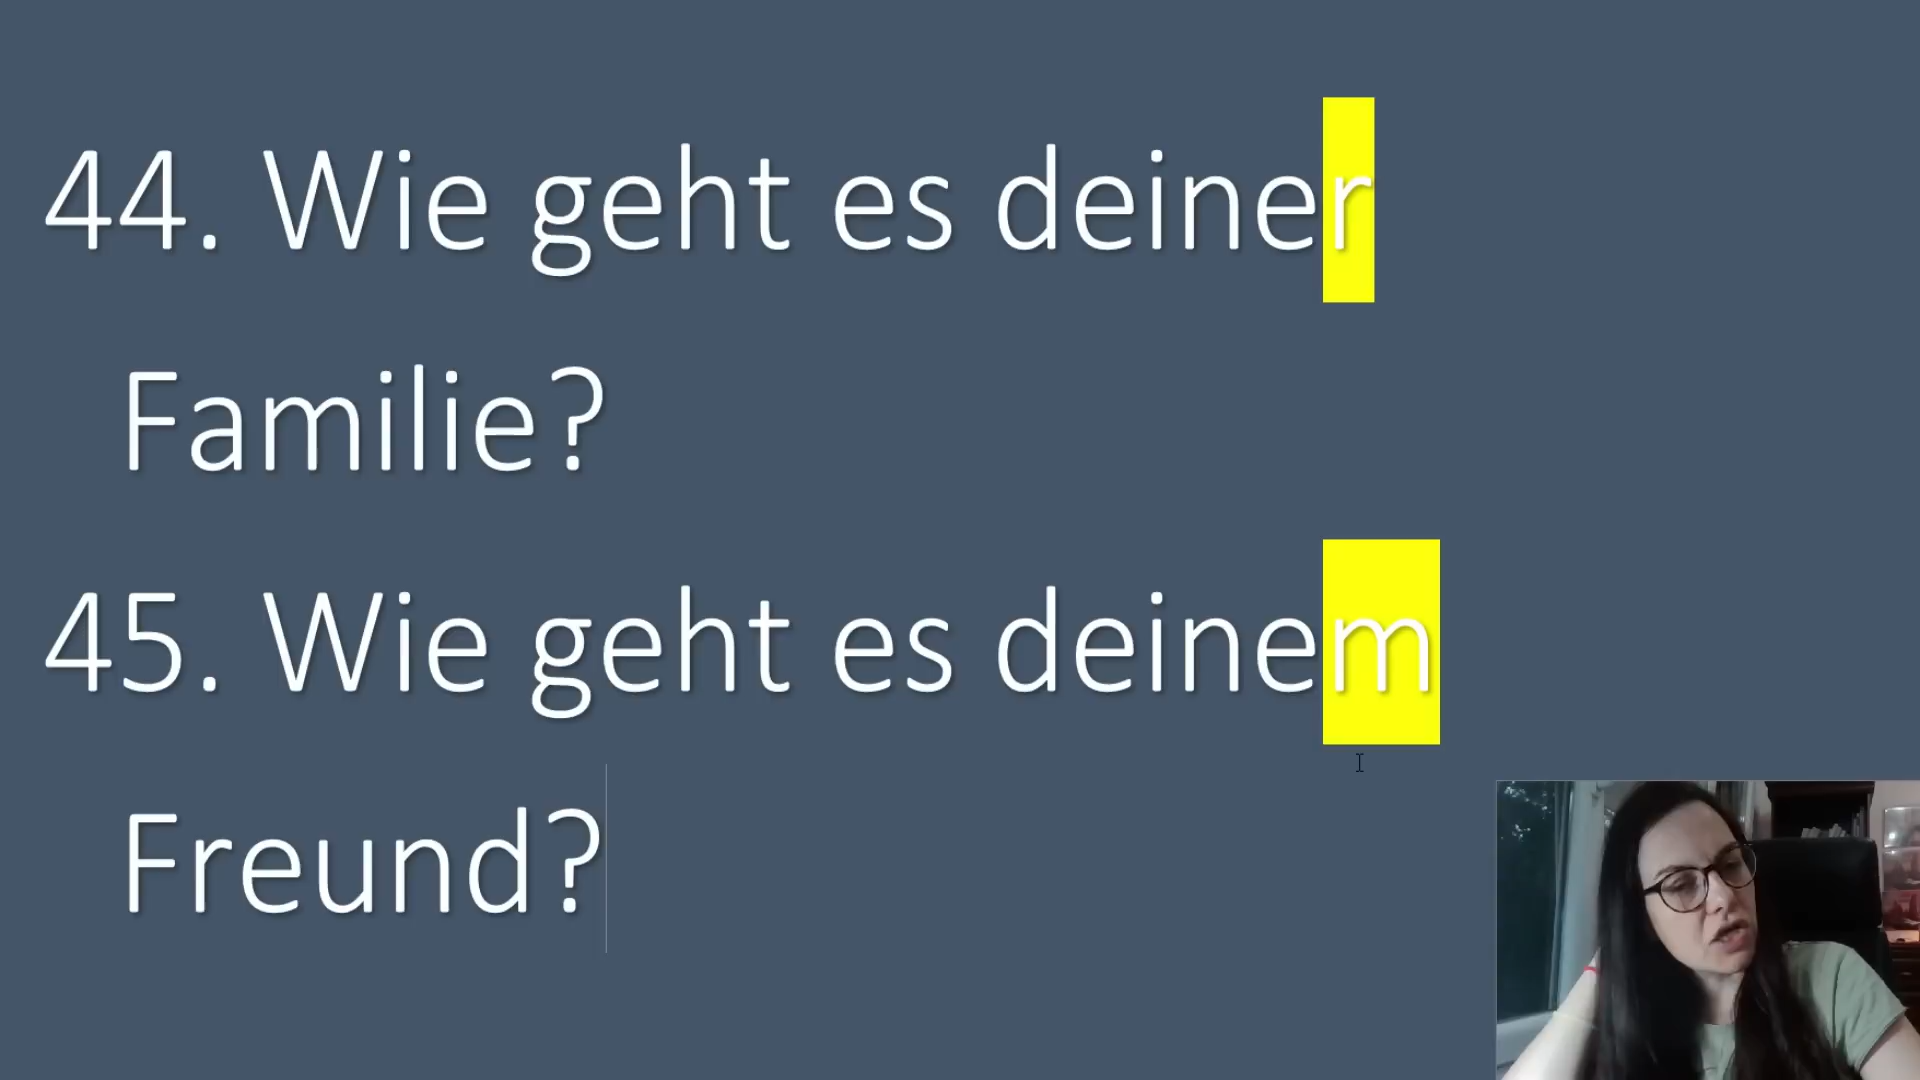 44. Wie geht es deiner
Familie?
45. Wie geht es deinem
Freund?